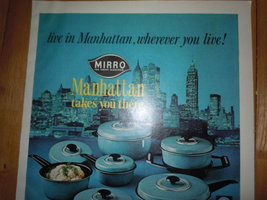 live in Manhattan, wherever you live!
MIRRO
Manhattan
takes you there